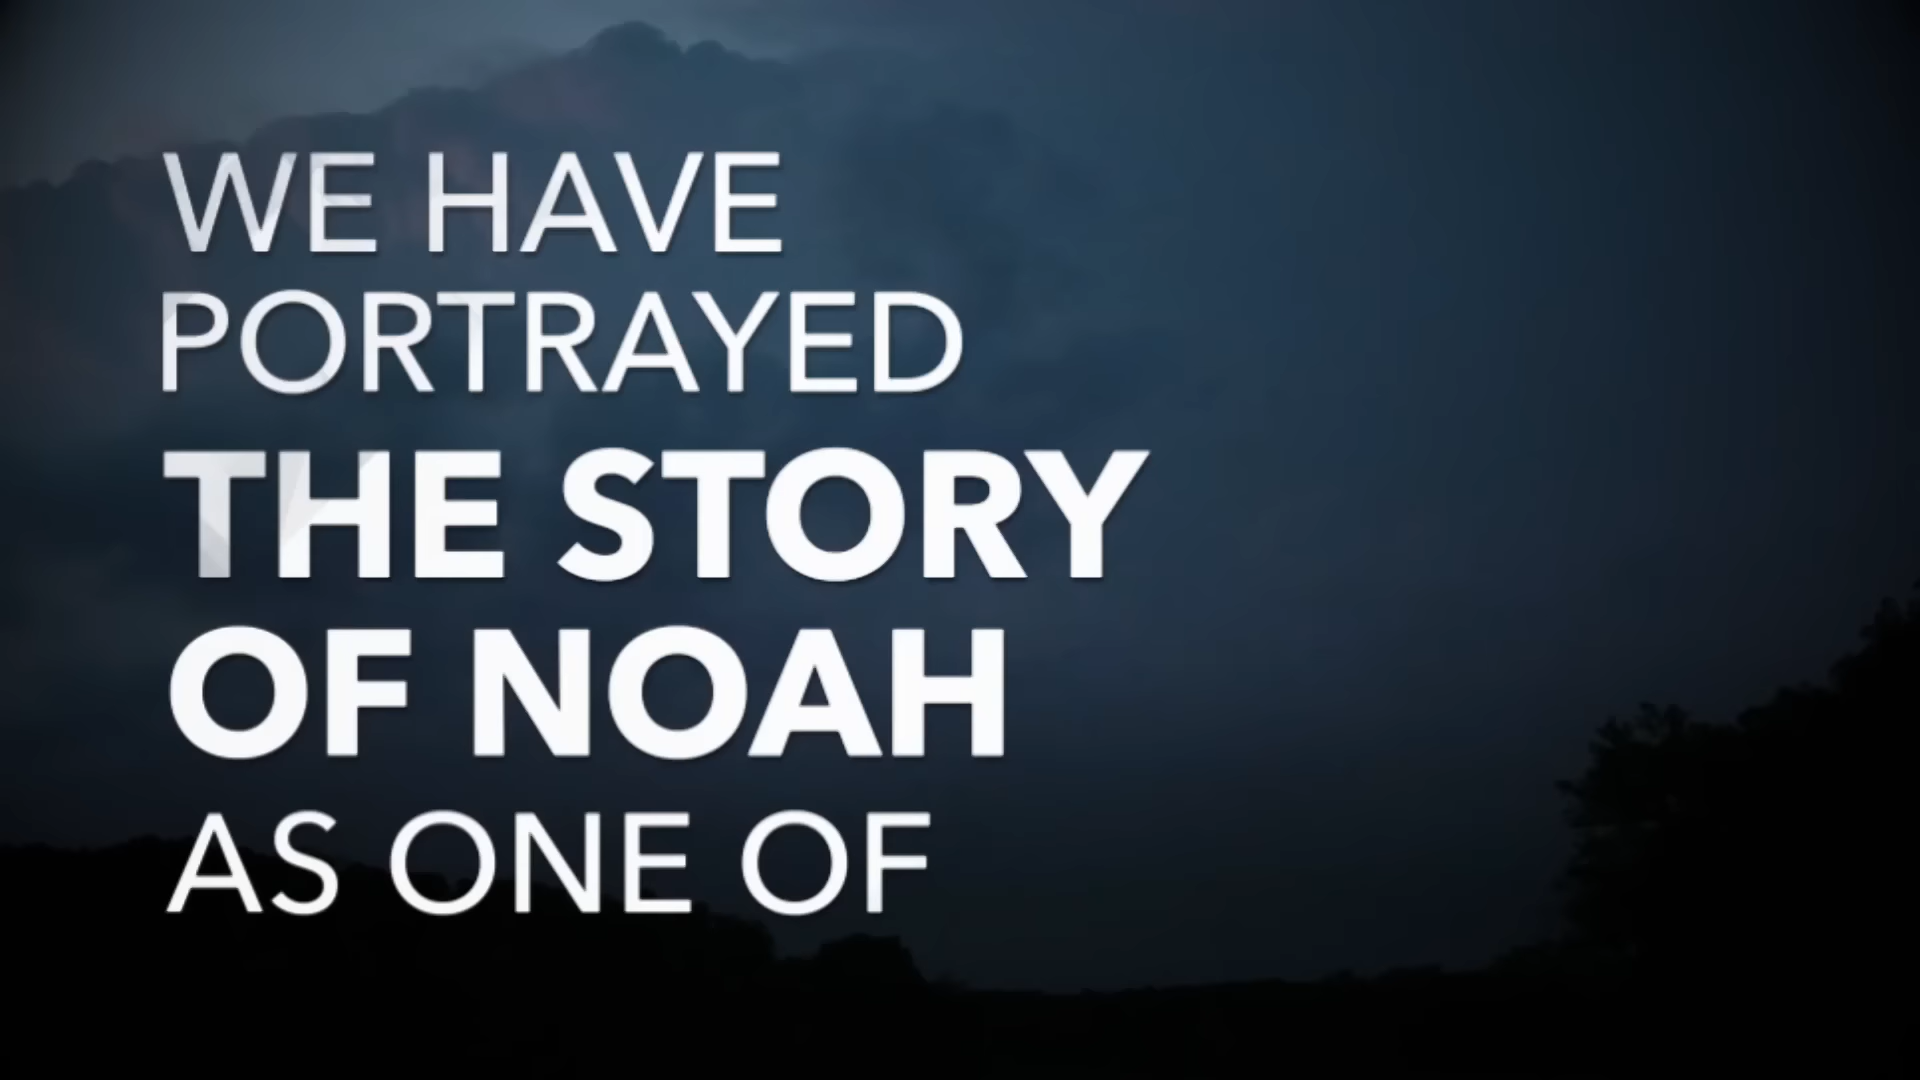 WE HAVE
PORTRAYED
THE STORY
OF NOAH
AS ONE OF